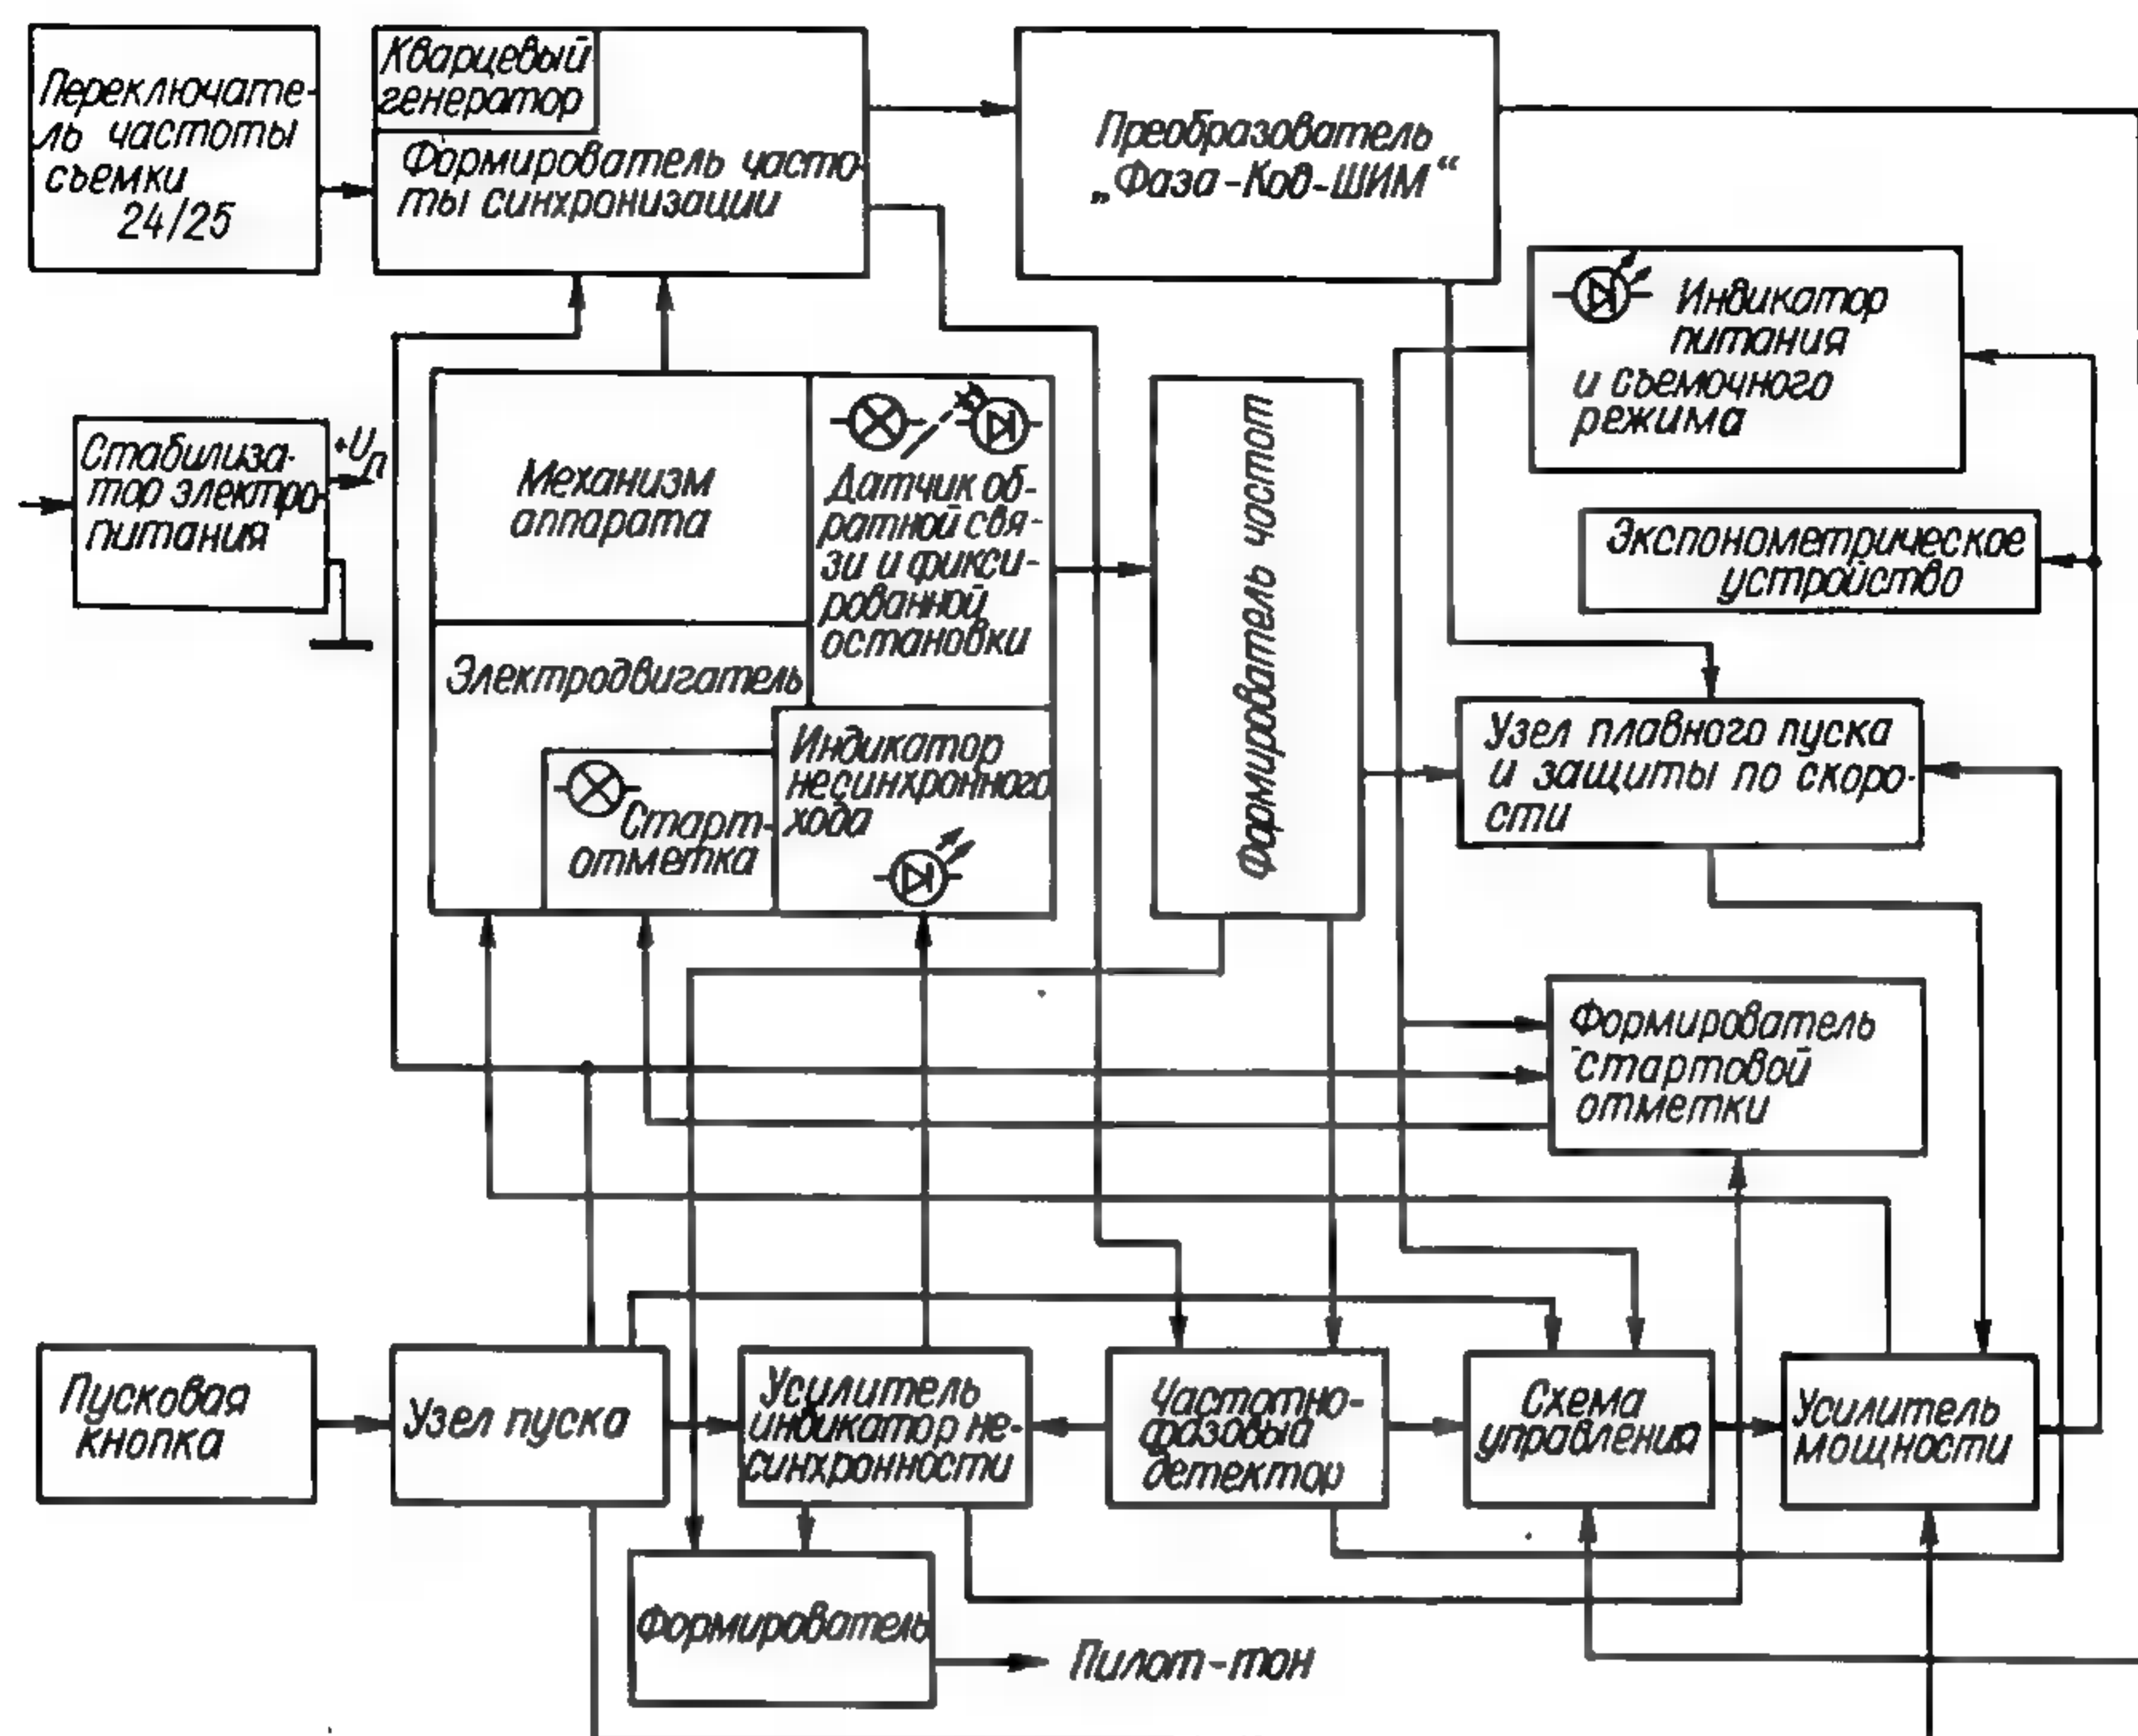 Переключате-
ль частоты
съемки
24/25
Кварцевый
генератор
Формирователь часто-
ты синхронизации
Преобразователь
„Фаза-Код-ШИМ“
Индикатор
питания
и съемочного
режима
Стабилиза-
тор электро-
питания
+Uп
Механизм
аппарата
Датчик об-
ратной свя-
зи и фикси-
рованной
остановки
Формирователь частот
Экспонометрическое
устройство
Электродвигатель
Индикатор
несинхронного
хода
Старт-
отметка
Узел плавного пуска
и защиты по скоро-
сти
Формирователь
стартовой
отметки
Пусковая
кнопка
Узел пуска
Усилитель
индикатор не-
синхронности
Частотно-
фазовый
детектор
Схема
управления
Усилитель
мощности
Формирователь
Пилот-тон